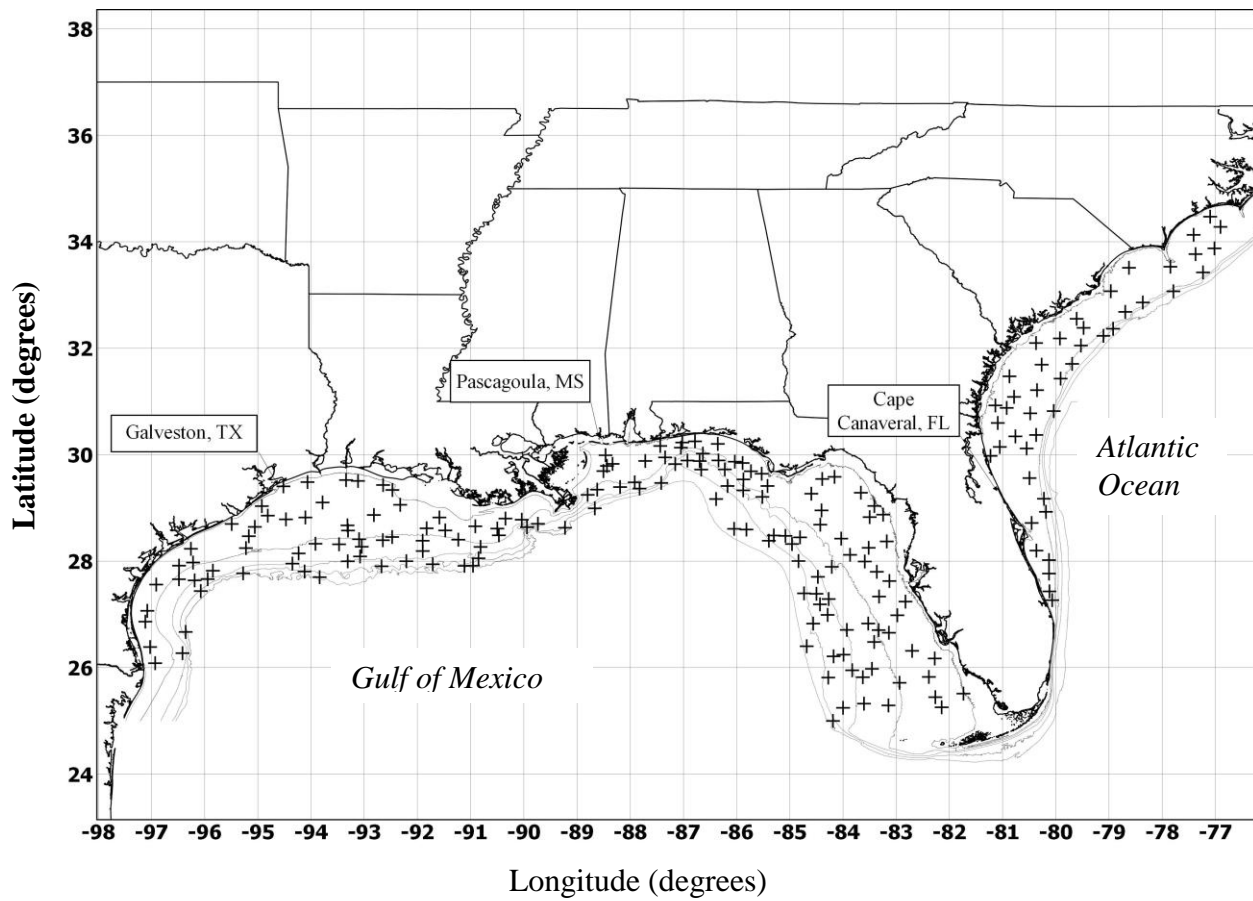 38
36
34
32
30
28
26
24
Latitude (degrees)
Pascagoula, MS
Galveston, TX
Cape
Canaveral, FL
Atlantic
Ocean
Gulf of Mexico
-98 -97 -96 -95 -94 -93 -92 -91 -90 -89 -88 -87 -86 -85 -84 -83 -82 -81 -80 -79 -78 -77
Longitude (degrees)